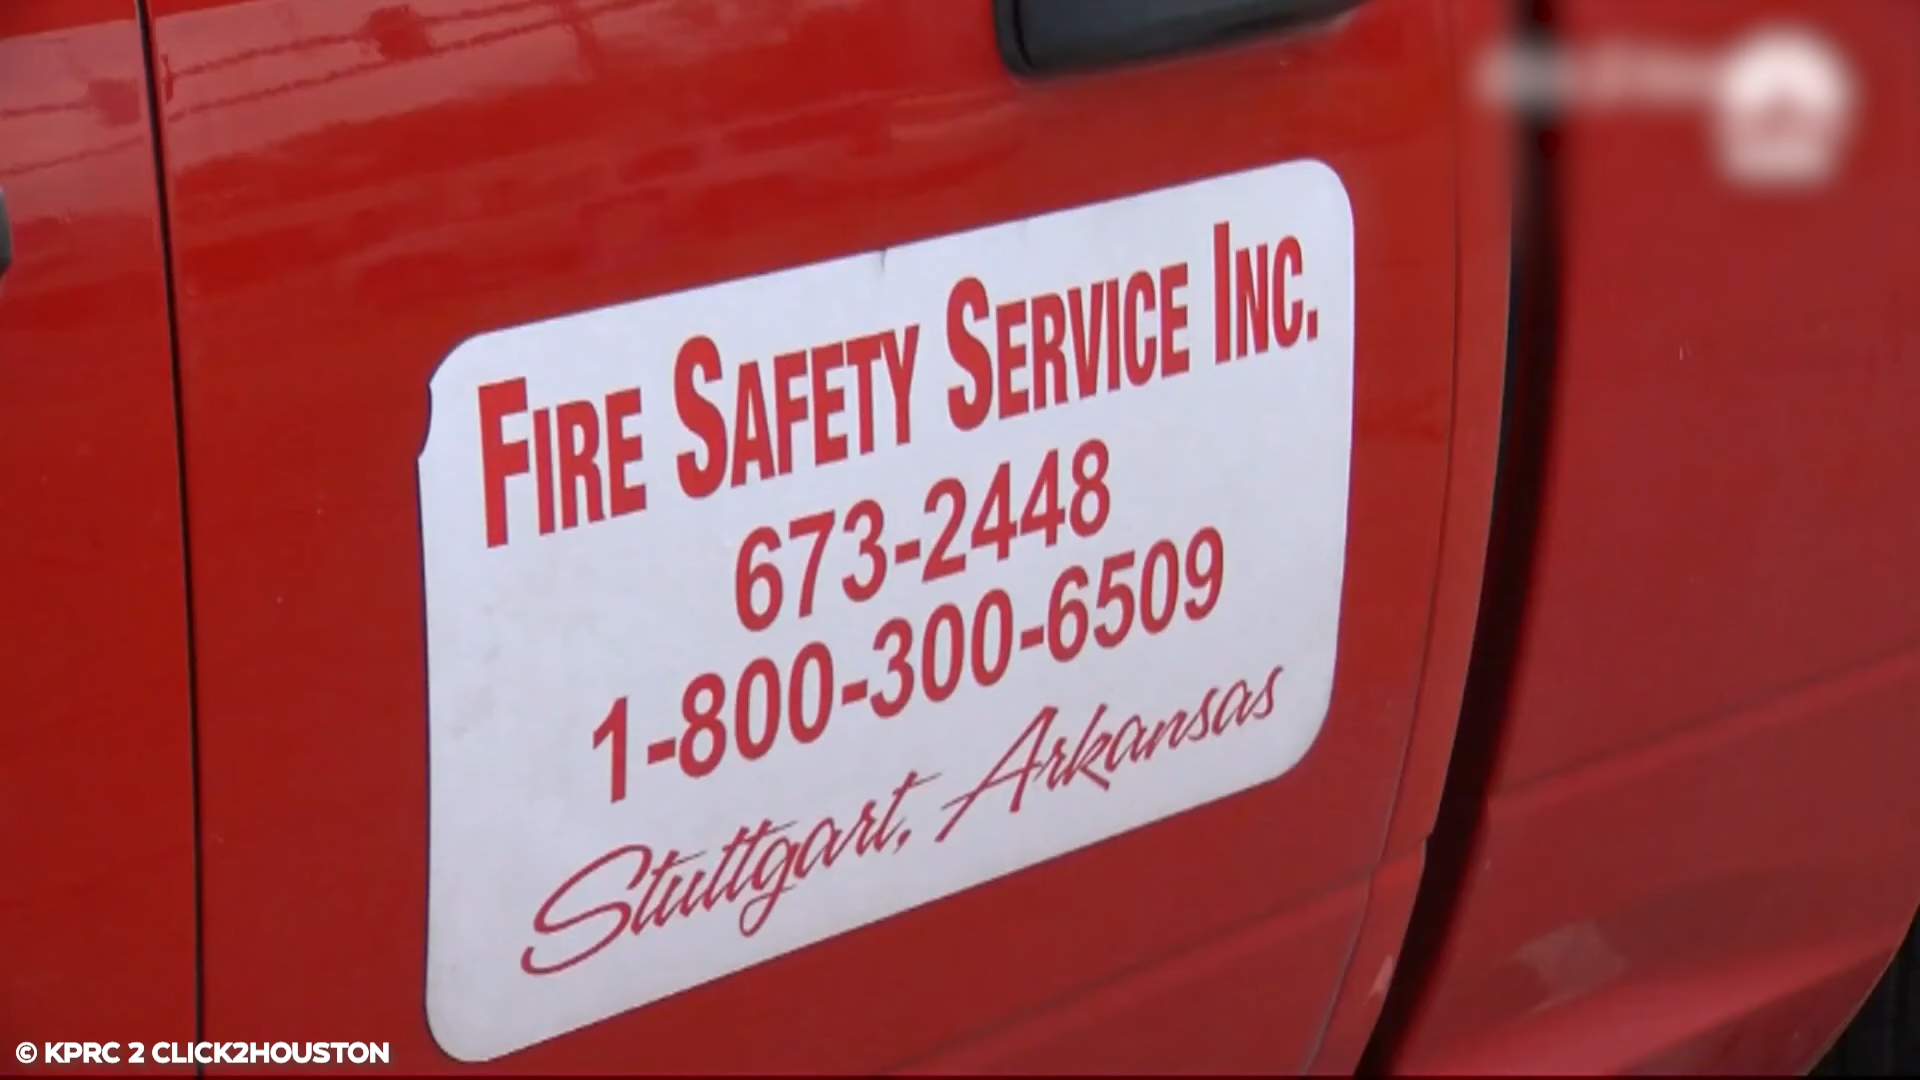 FIRE SAFETY SERVICE INC.
673-2448
1-800-300-6509
Stuttgart, Arkansas
© KPRC 2 CLICK2HOUSTON